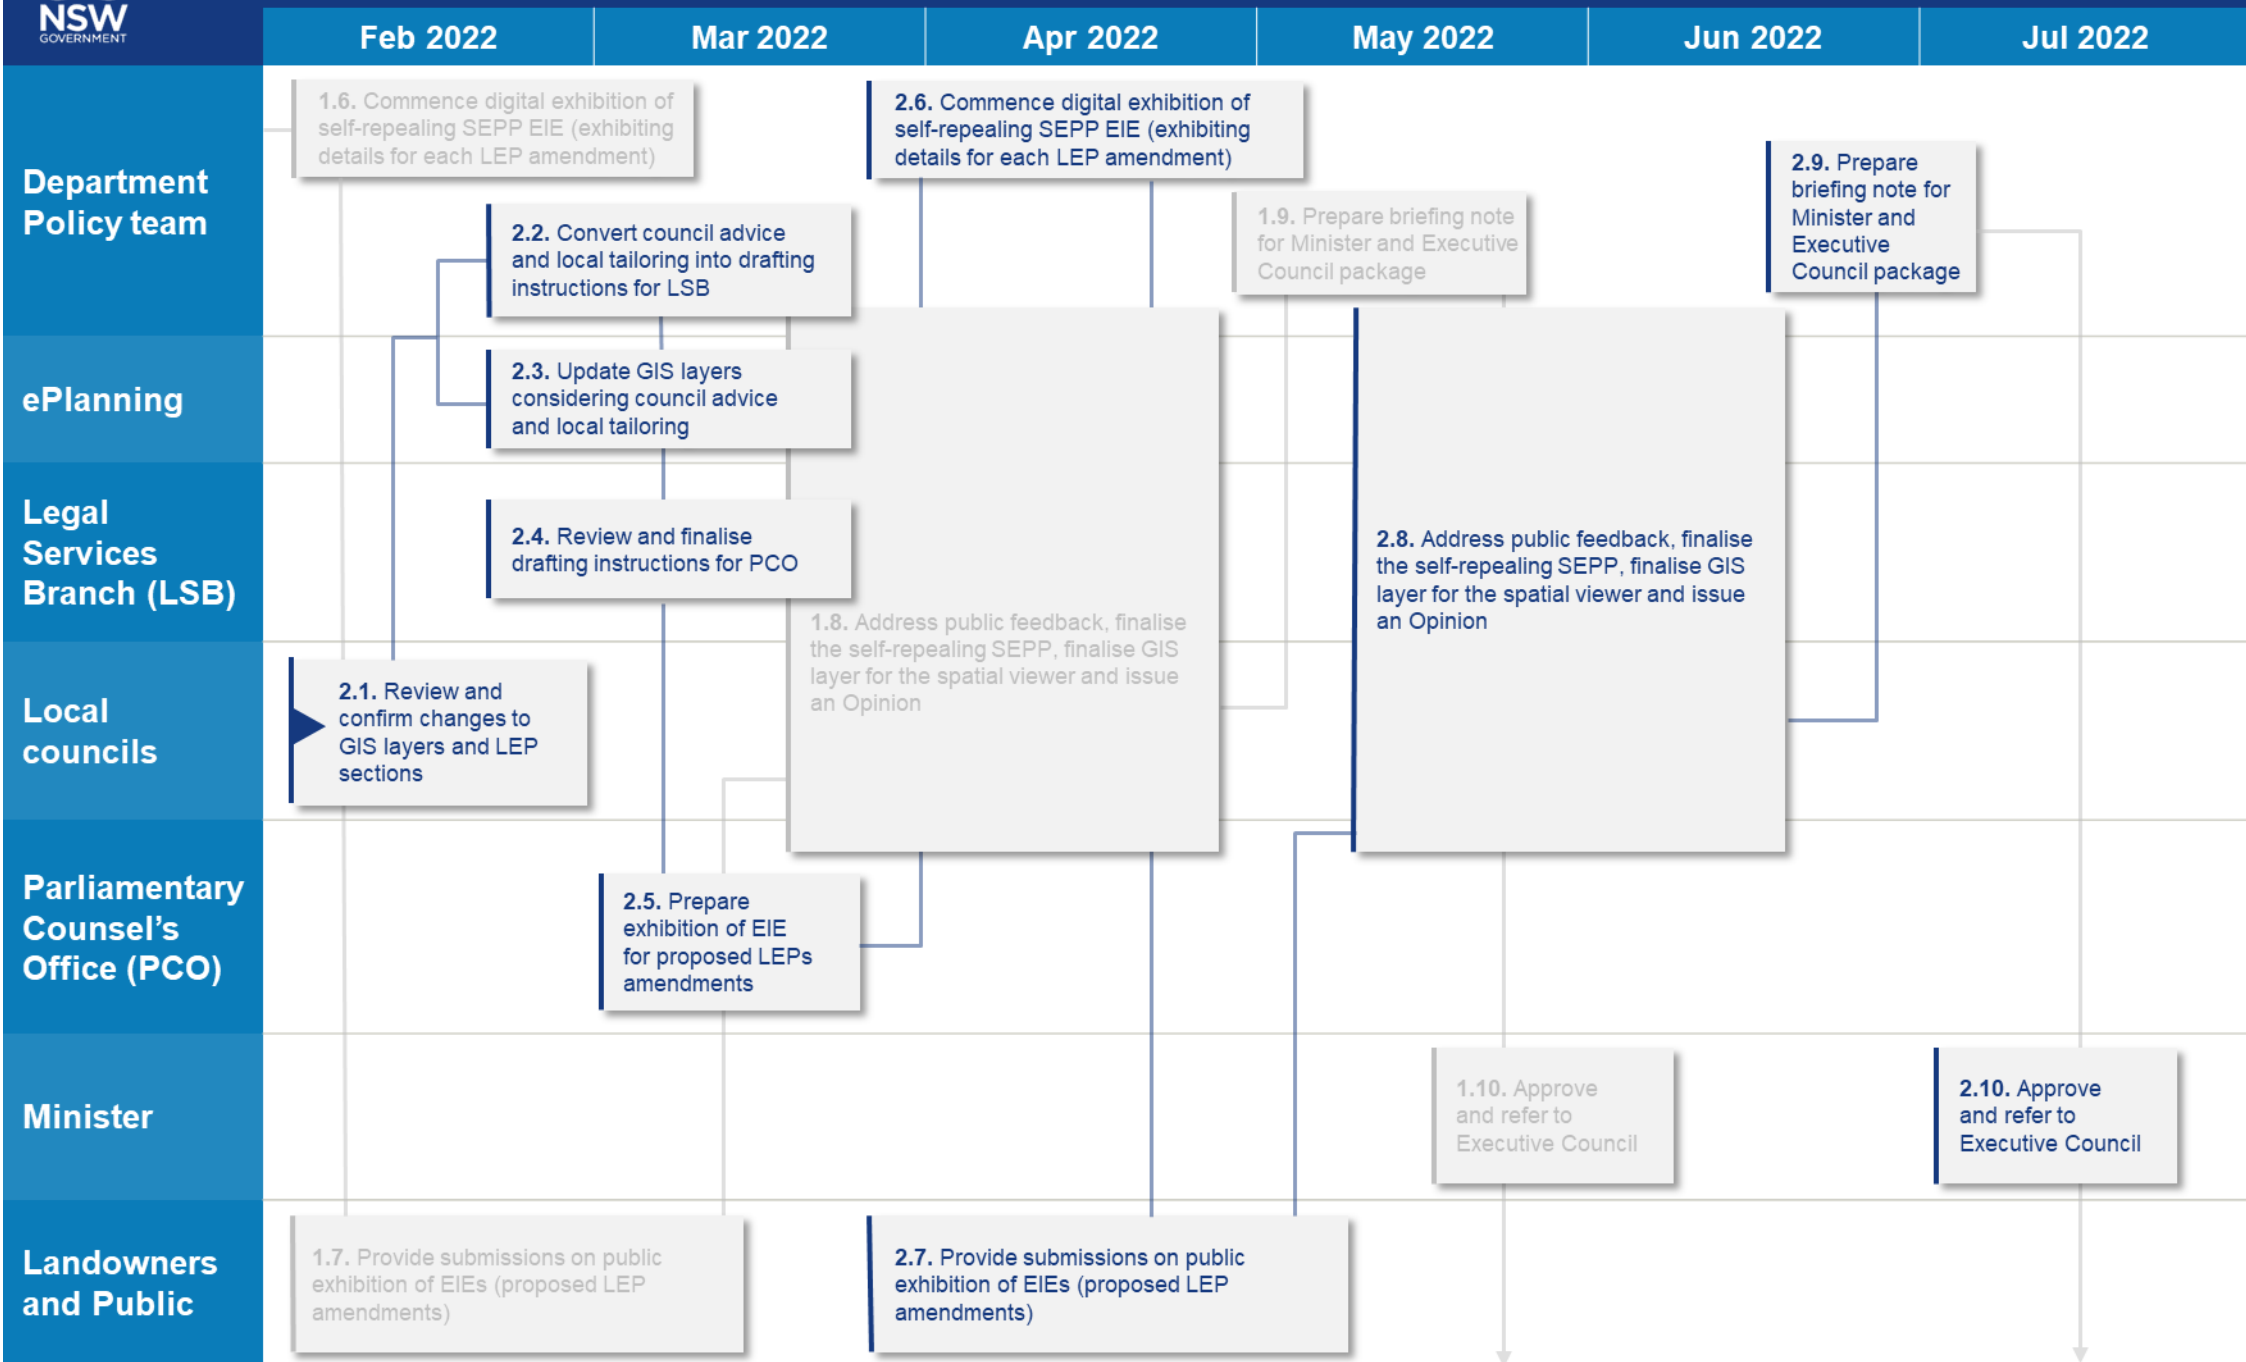 NSW
GOVERNMENT
Feb 2022
Mar 2022
Apr 2022
May 2022
Jun 2022
Jul 2022
Department
Policy team
1.6. Commence digital exhibition of
self-repealing SEPP EIE (exhibiting
details for each LEP amendment)
2.6. Commence digital exhibition of
self-repealing SEPP EIE (exhibiting
details for each LEP amendment)
2.2. Convert council advice
and local tailoring into drafting
instructions for LSB
1.9. Prepare briefing note
for Minister and Executive
Council package
2.9. Prepare
briefing note for
Minister and
Executive
Council package
ePlanning
2.3. Update GIS layers
considering council advice
and local tailoring
Legal
Services
Branch (LSB)
2.4. Review and finalise
drafting instructions for PCO
1.8. Address public feedback, finalise
the self-repealing SEPP, finalise GIS
layer for the spatial viewer and issue
an Opinion
2.8. Address public feedback, finalise
the self-repealing SEPP, finalise GIS
layer for the spatial viewer and issue
an Opinion
Local
councils
2.1. Review and
confirm changes to
GIS layers and LEP
sections
Parliamentary
Counsel’s
Office (PCO)
2.5. Prepare
exhibition of EIE
for proposed LEPs
amendments
Minister
1.10. Approve
and refer to
Executive Council
2.10. Approve
and refer to
Executive Council
Landowners
and Public
1.7. Provide submissions on public
exhibition of EIEs (proposed LEP
amendments)
2.7. Provide submissions on public
exhibition of EIEs (proposed LEP
amendments)